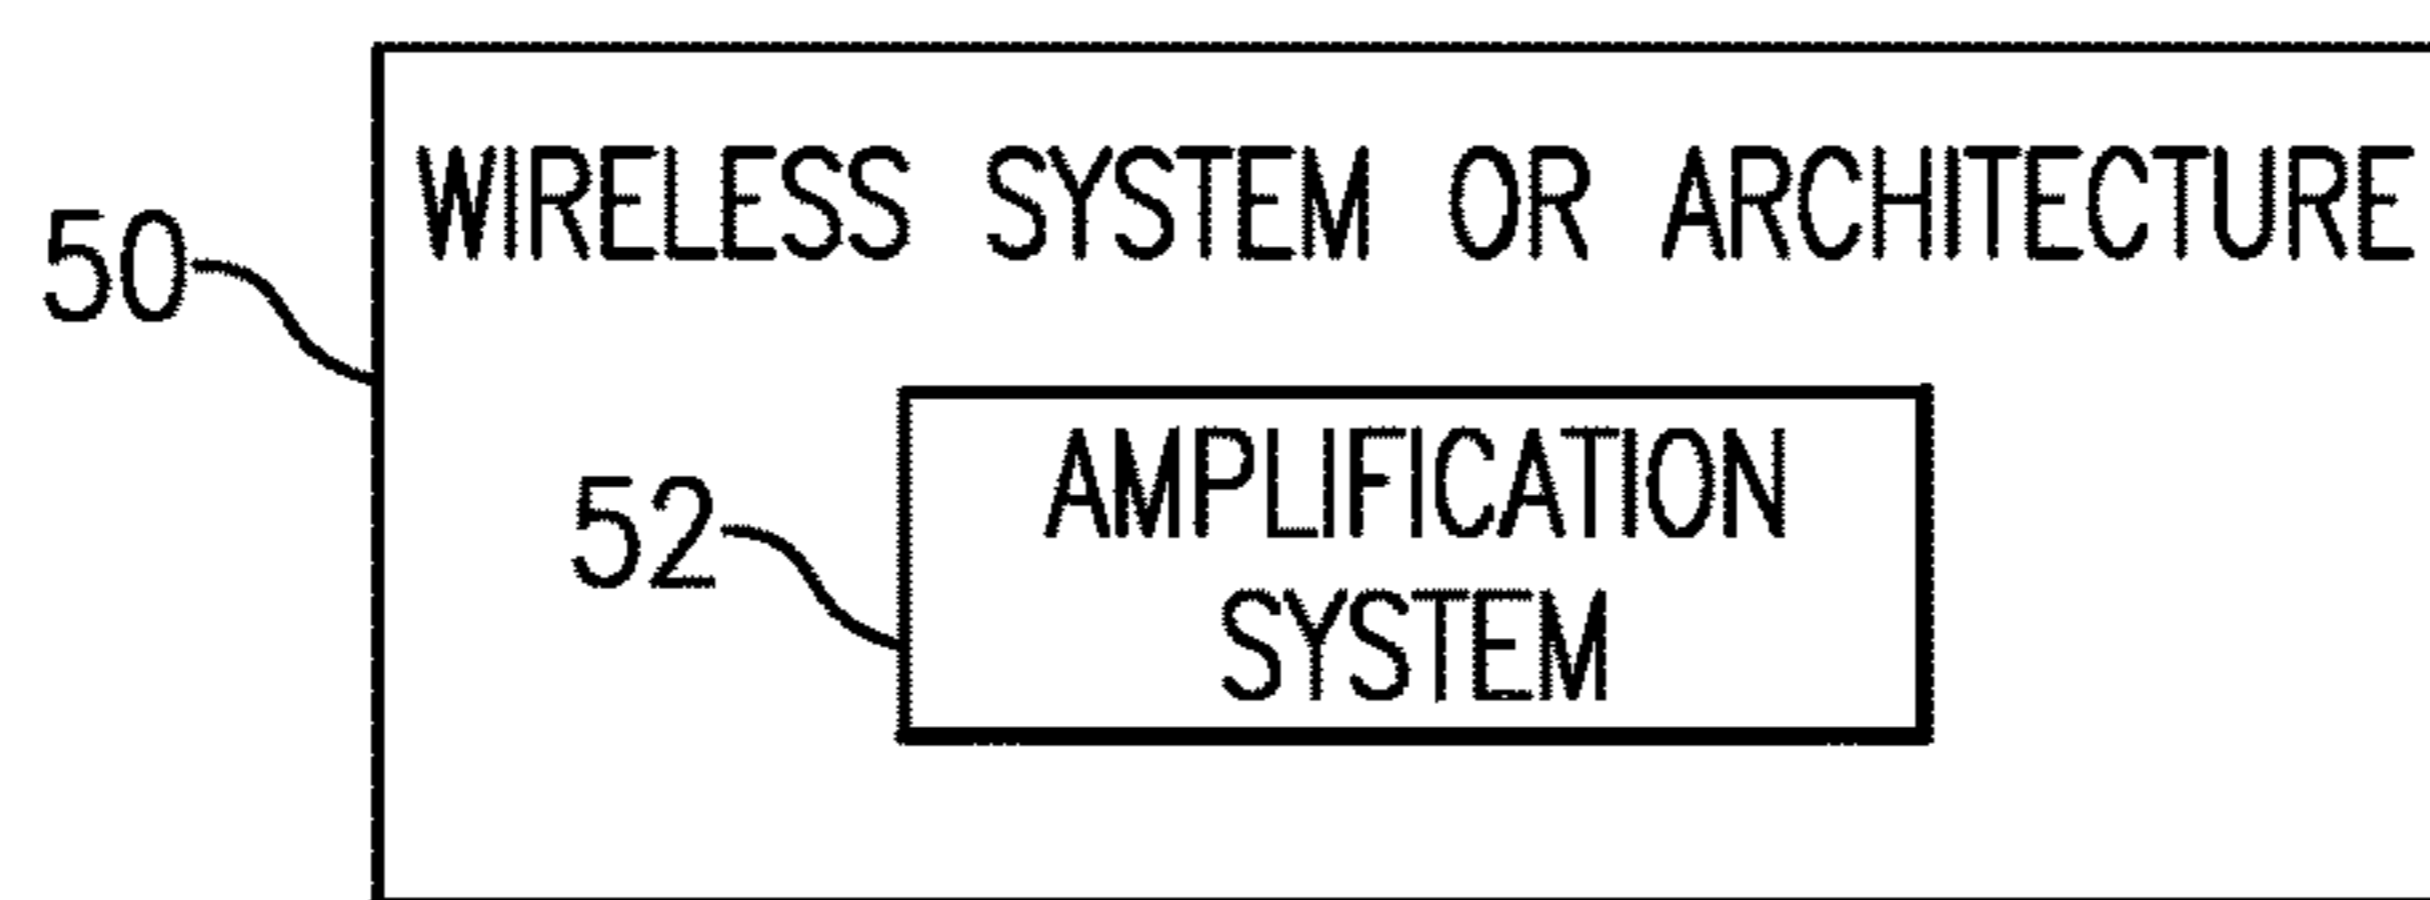 WIRELESS SYSTEM OR ARCHITECTURE
50
AMPLIFICATION
52
SYSTEM